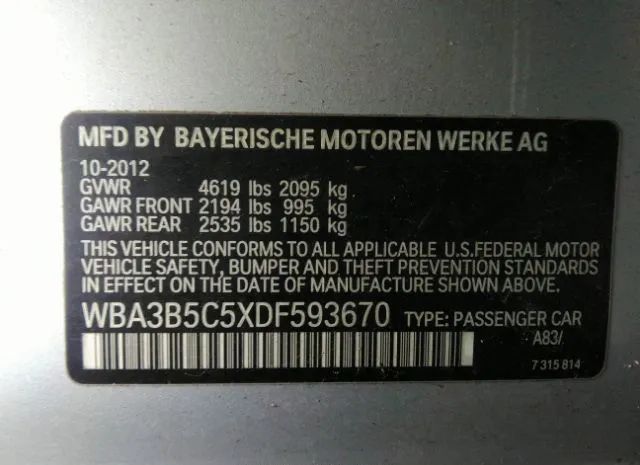 MFD BY BAYERISCHE MOTOREN WERKE AG
10-2012
GVWR 4619 lbs 2095 kg
GAWR FRONT 2194 lbs 995 kg
GAWR REAR 2535 lbs 1150 kg
THIS VEHICLE CONFORMS TO ALL APPLICABLE U.S.FEDERAL MOTOR
VEHICLE SAFETY, BUMPER AND THEFT PREVENTION STANDARDS
IN EFFECT ON THE DATE OF MANUFACTURE SHOWN ABOVE.
WBA3B5C5XDF593670 TYPE: PASSENGER CAR
A83/
7 315 814